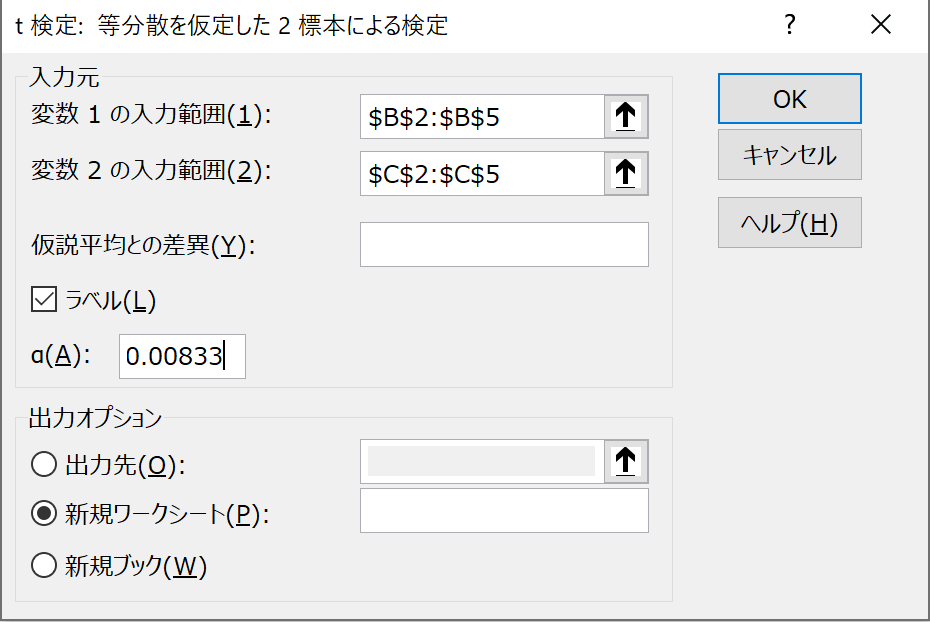 t 検定: 等分散を仮定した 2 標本による検定
?
入力元
変数 1 の入力範囲(1):
$B$2:$B$5
OK
変数 2 の入力範囲(2):
$C$2:$C$5
キャンセル
仮説平均との差異(Y):
ヘルプ(H)
ラベル(L)
α(A):
0.00833
出力オプション
出力先(O):
新規ワークシート(P):
新規ブック(W)